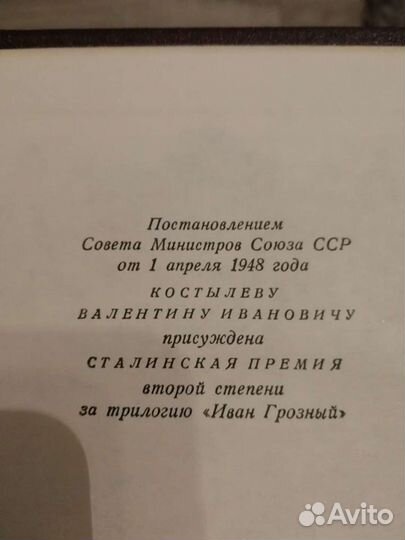 Постановлением
Совета Министров Союза ССР
от 1 апреля 1948 года
КОСТЫЛЕВУ
ВАЛЕНТИНУ ИВАНОВИЧУ
присуждена
СТАЛИНСКАЯ ПРЕМИЯ
второй степени
за трилогию «Иван Грозный»
Avito